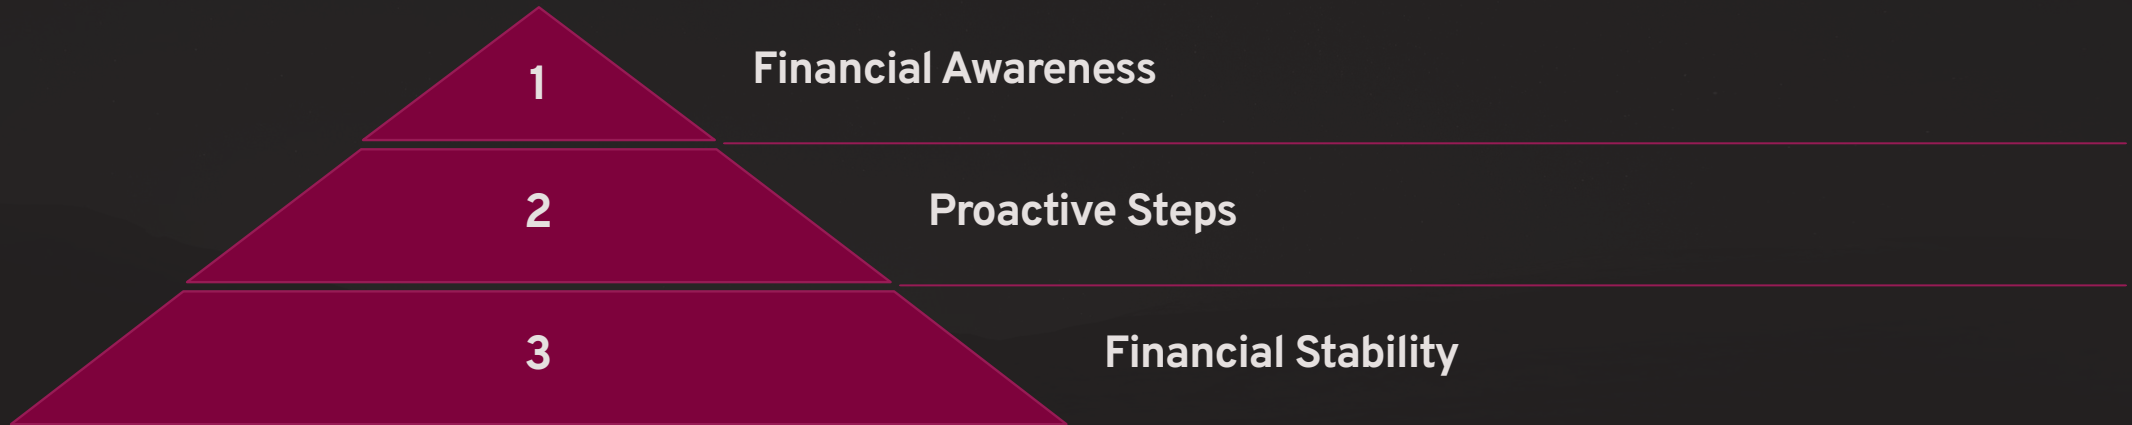 1
Financial Awareness
2
Proactive Steps
3
Financial Stability